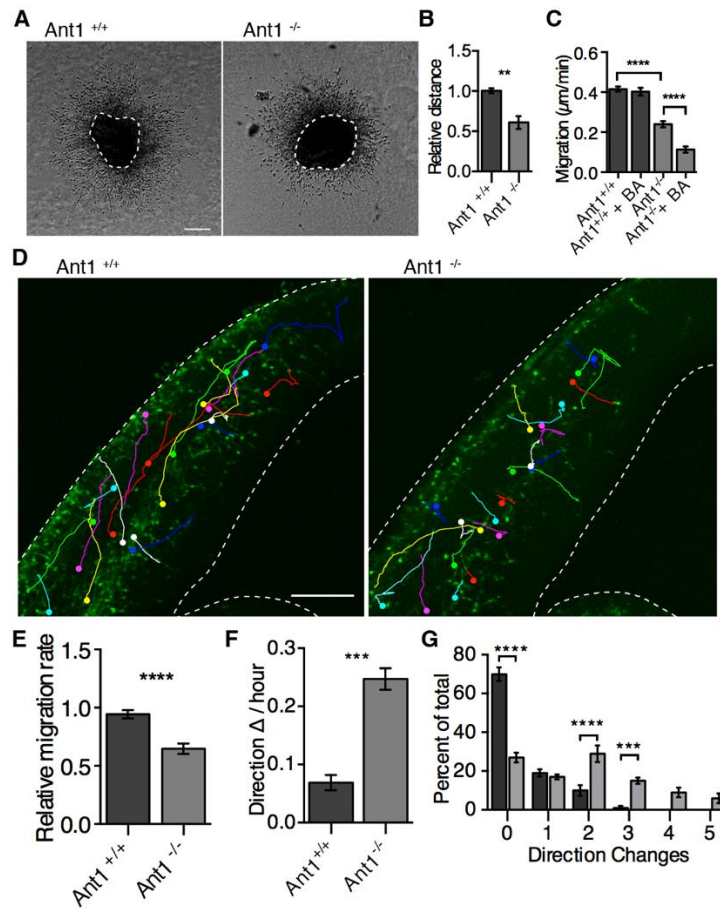 A
Ant1 +/+
Ant1 -/-
B
Relative distance
1.5
1.0
0.5
0.0
**
Ant1 +/+
Ant1 -/-
C
Migration (µm/min)
0.6
0.4
0.2
0.0
****
****
Ant1+/+
Ant1+/+ + BA
Ant1-/-
Ant1-/- + BA
D
Ant1 +/+
Ant1 -/-
E
Relative migration rate
1.5
1.0
0.5
0.0
****
Ant1 +/+
Ant1 -/-
F
Direction Δ / hour
0.3
0.2
0.1
0.0
***
Ant1 +/+
Ant1 -/-
G
Percent of total
80
60
40
20
0
****
****
***
0 1 2 3 4 5
Direction Changes